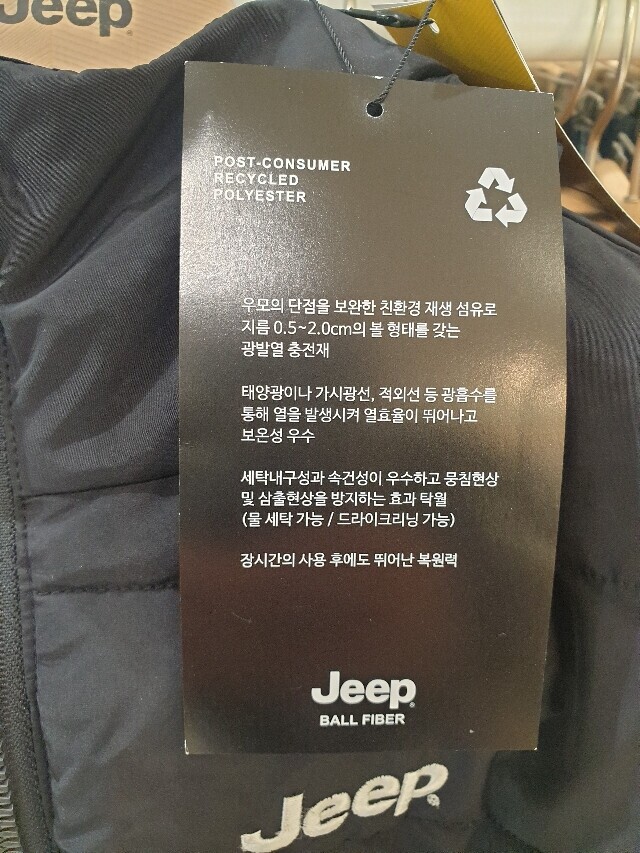 Jeep
POST-CONSUMER
RECYCLED
POLYESTER
우모의 단점을 보완한 친환경 재생 섬유로
지름 0.5~2.0cm의 볼 형태를 갖는
광발열 충전재
태양광이나 가시광선, 적외선 등 광흡수를
통해 열을 발생시켜 열효율이 뛰어나고
보온성 우수
세탁내구성과 속건성이 우수하고 뭉침현상
및 삼출현상을 방지하는 효과 탁월
(물 세탁 가능 / 드라이크리닝 가능)
장시간의 사용 후에도 뛰어난 복원력
Jeep
BALL FIBER
Jeep